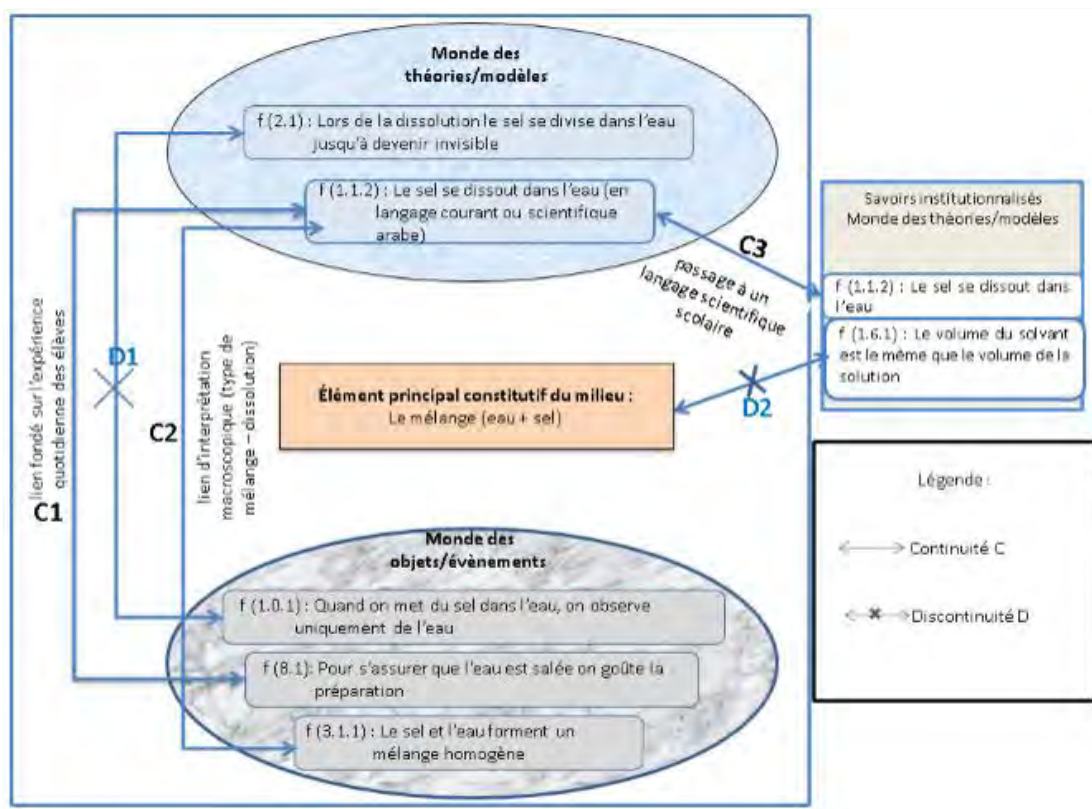 Monde des
théories/modèles
f (2.1) : Lors de la dissolution le sel se divise dans l'eau
jusqu'à devenir invisible
f (1.1.2) : Le sel se dissout dans l'eau (en
langage courant ou scientifique
arabe)
Savoirs institutionnalisés
Monde des théories/modèles
f (1.1.2) : Le sel se dissout dans
l'eau
f (1.6.1) : Le volume du solvant
est le même que le volume de la
solution
C3
passage à un
langage scientifique
scolaire
D1
D2
C2
C1
lien fondé sur l'expérience
quotidienne des élèves
lien d'interprétation
macroscopique (type de
mélange – dissolution)
Élément principal constitutif du milieu :
Le mélange (eau + sel)
Légende :
Continuité C
Discontinuité D
Monde des
objets/évènements
f (1.0.1) : Quand on met du sel dans l'eau, on observe
uniquement de l'eau
f (8.1): Pour s'assurer que l'eau est salée on goûte la
préparation
f (3.1.1) : Le sel et l'eau forment un
mélange homogène